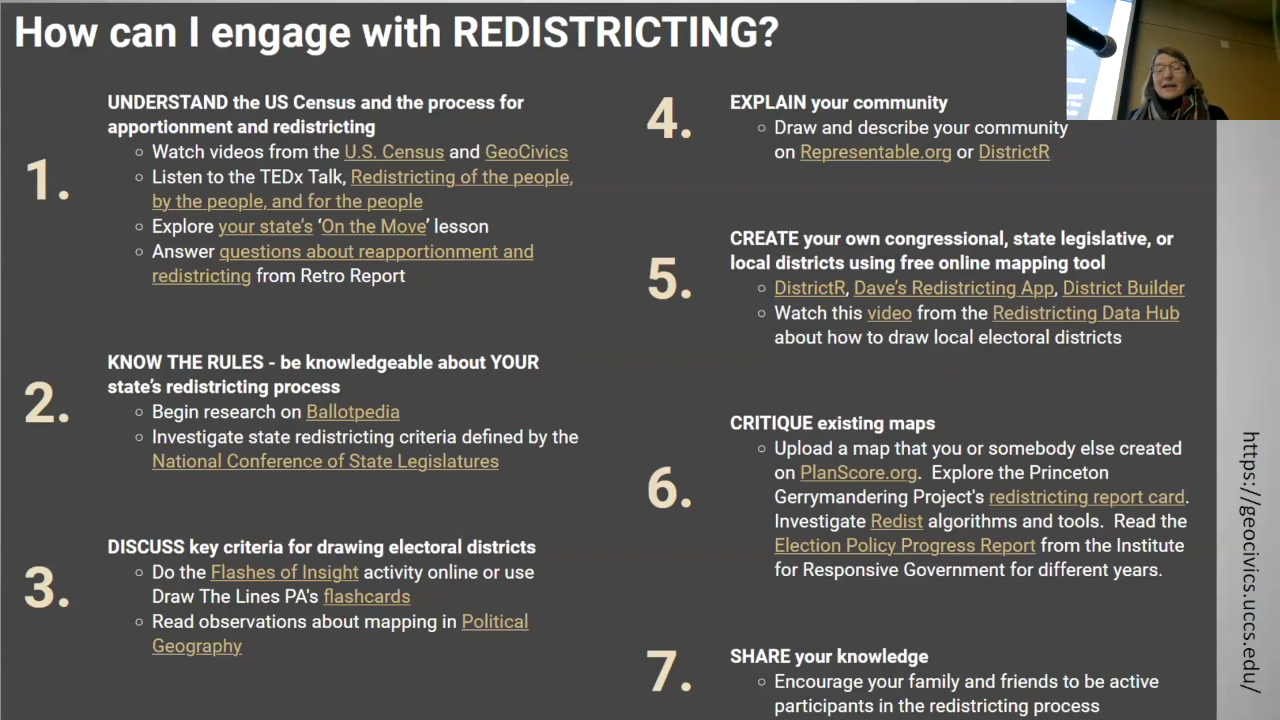 How can I engage with REDISTRICTING?
1.
UNDERSTAND the US Census and the process for
apportionment and redistricting
○ Watch videos from the U.S. Census and GeoCivics
○ Listen to the TEDx Talk, Redistricting of the people,
by the people, and for the people
○ Explore your state's 'On the Move' lesson
○ Answer questions about reapportionment and
redistricting from Retro Report
2.
KNOW THE RULES - be knowledgeable about YOUR
state's redistricting process
○ Begin research on Ballotpedia
○ Investigate state redistricting criteria defined by the
National Conference of State Legislatures
3.
DISCUSS key criteria for drawing electoral districts
○ Do the Flashes of Insight activity online or use
Draw The Lines PA's flashcards
○ Read observations about mapping in Political
Geography
4.
EXPLAIN your community
○ Draw and describe your community
on Representable.org or DistrictR
5.
CREATE your own congressional, state legislative, or
local districts using free online mapping tool
○ DistrictR, Dave's Redistricting App, District Builder
○ Watch this video from the Redistricting Data Hub
about how to draw local electoral districts
6.
CRITIQUE existing maps
○ Upload a map that you or somebody else created
on PlanScore.org. Explore the Princeton
Gerrymandering Project's redistricting report card.
Investigate Redist algorithms and tools. Read the
Election Policy Progress Report from the Institute
for Responsive Government for different years.
7.
SHARE your knowledge
○ Encourage your family and friends to be active
participants in the redistricting process
https://geocivics.uccs.edu/